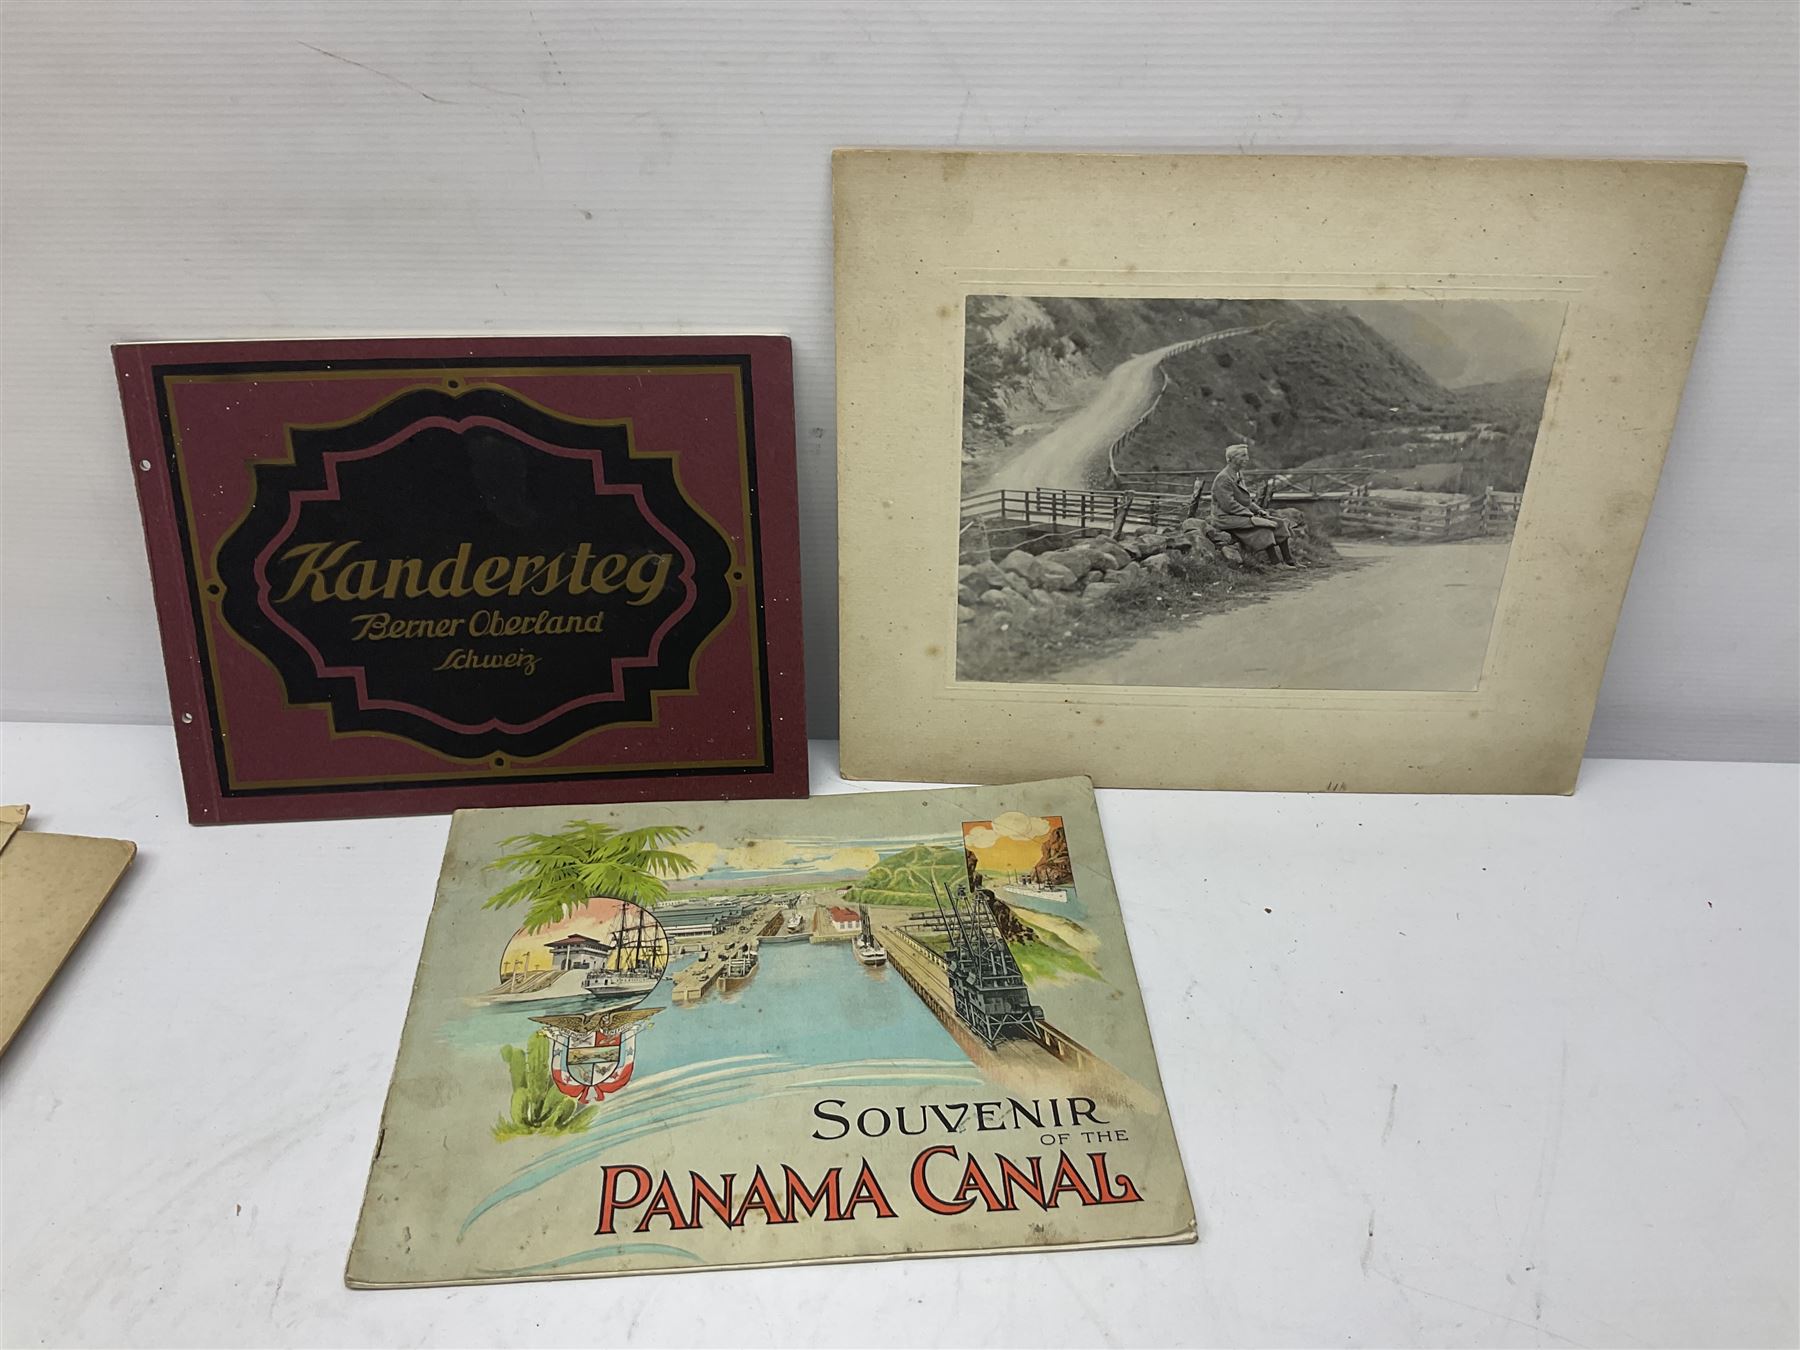 Kandersteg
Berner Oberland
Schweiz
SOUVENIR
OF THE
PANAMA CANAL